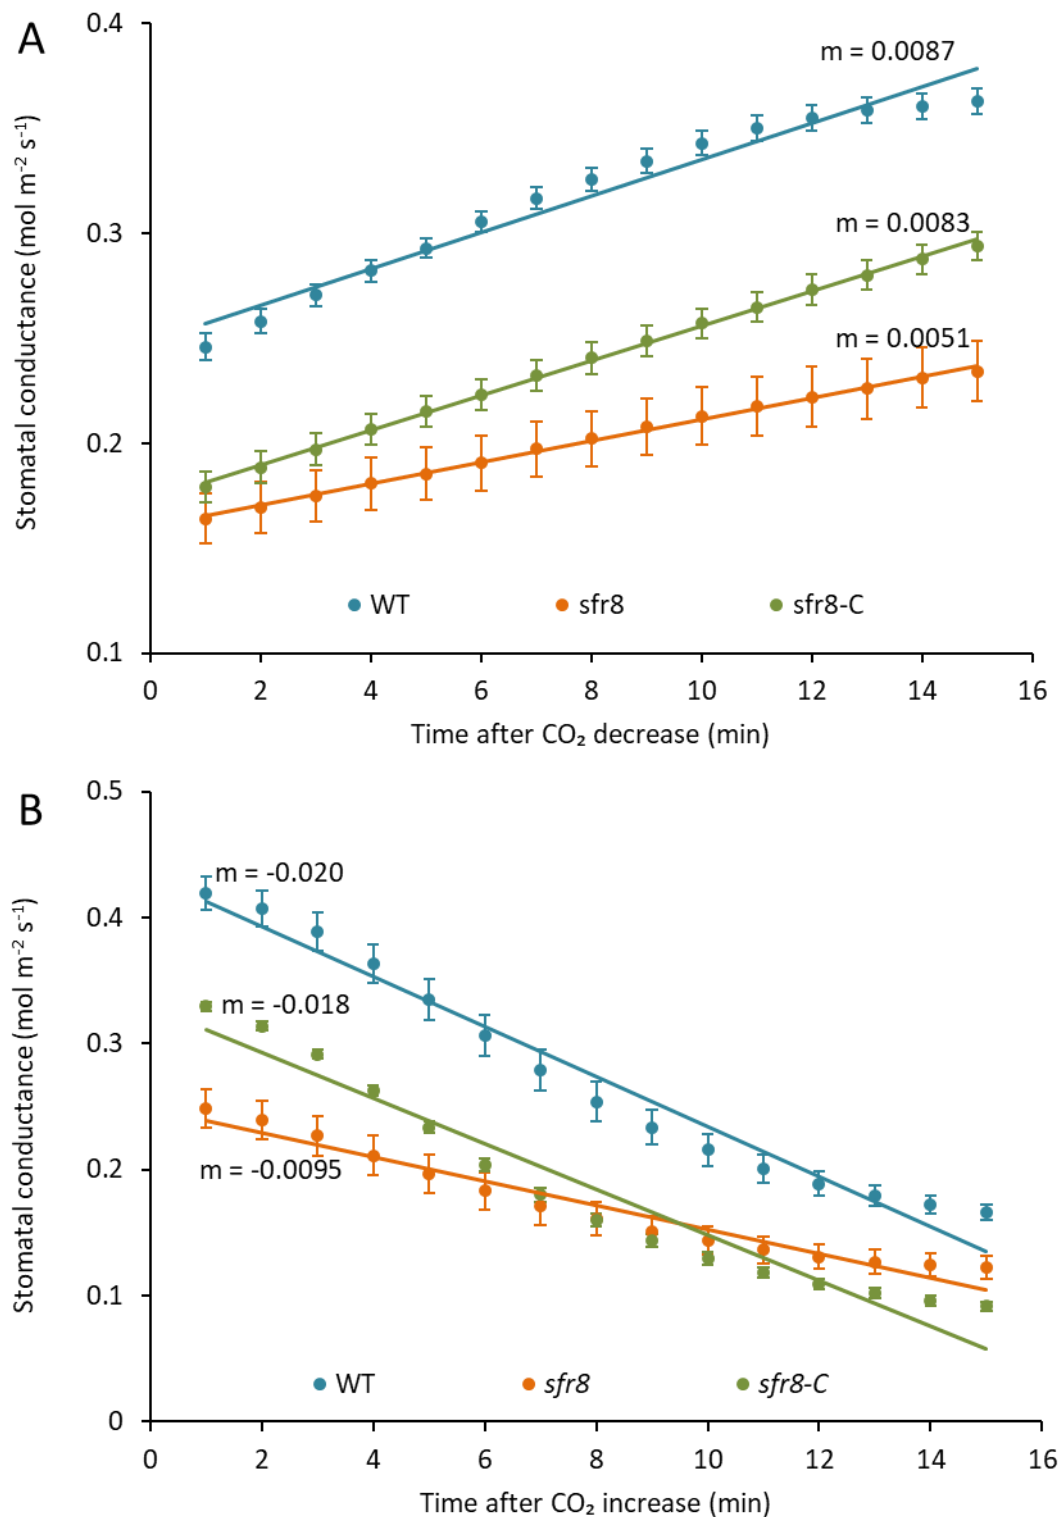 A
Stomatal conductance (mol m⁻² s⁻¹)
0.4
0.3
0.2
0.1
m = 0.0087
m = 0.0083
m = 0.0051
WT sfr8 sfr8-C
0 2 4 6 8 10 12 14 16
Time after CO₂ decrease (min)
B
Stomatal conductance (mol m⁻² s⁻¹)
0.5
0.4
0.3
0.2
0.1
0
m = -0.020
m = -0.018
m = -0.0095
WT sfr8 sfr8-C
0 2 4 6 8 10 12 14 16
Time after CO₂ increase (min)